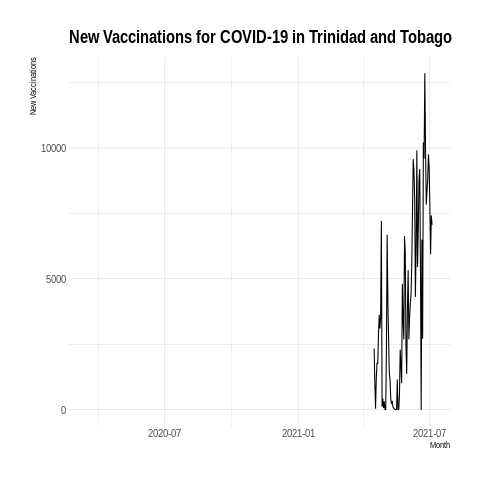 New Vaccinations for COVID-19 in Trinidad and Tobago
New Vaccinations
10000
5000
0
2020-07
2021-01
2021-07
Month